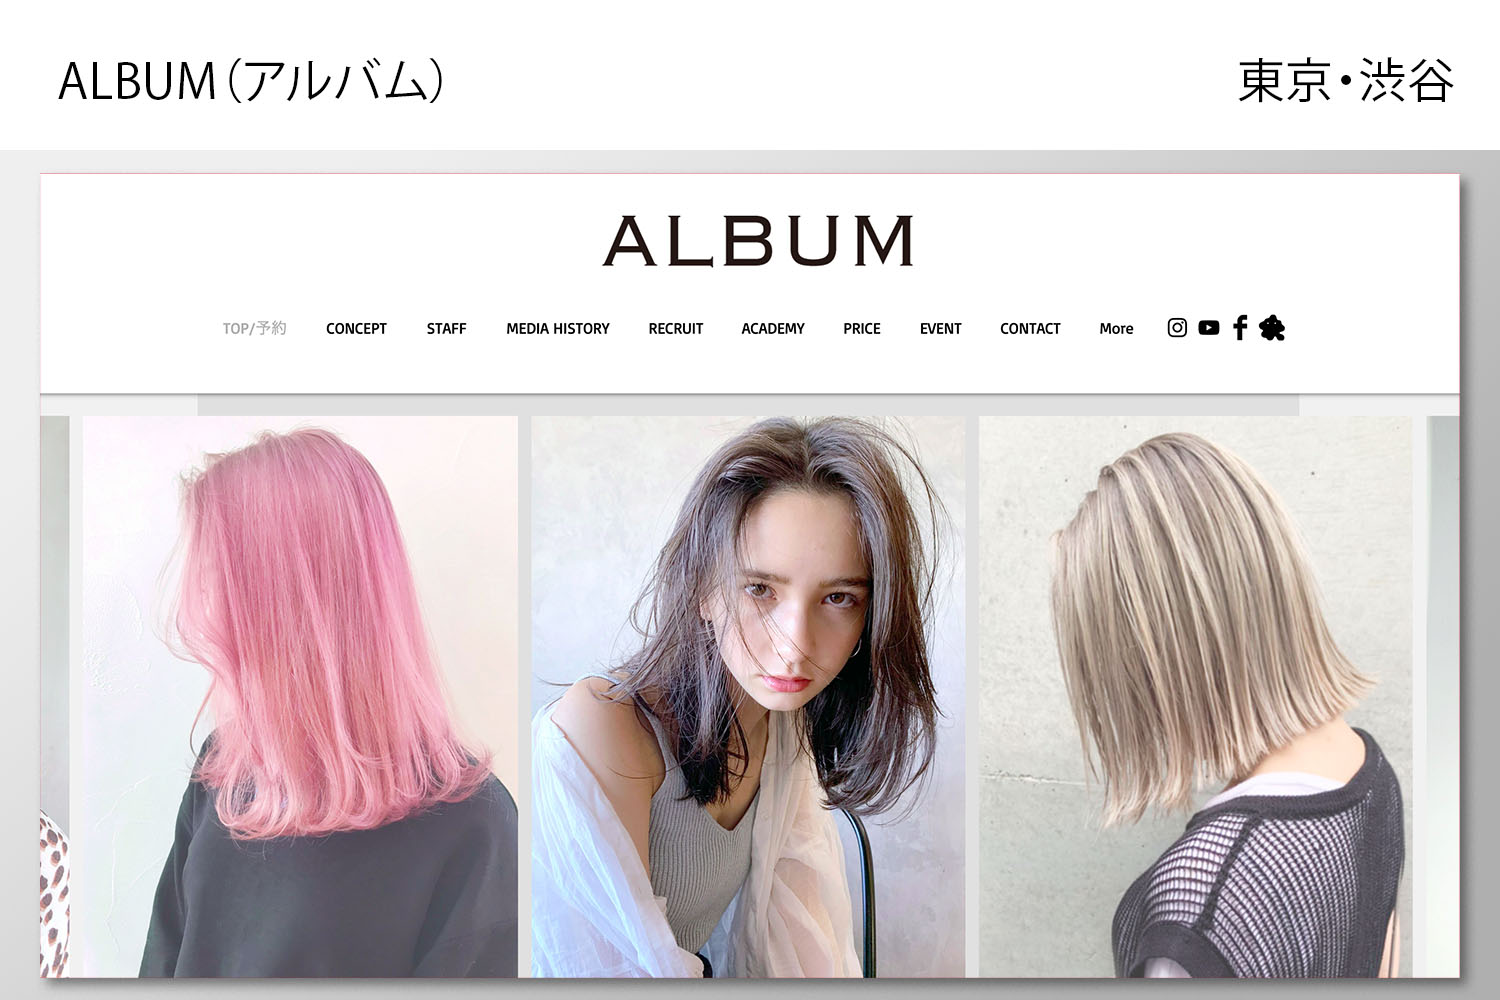 ALBUM（アルバム）
東京・渋谷
ALBUM
TOP/予約 CONCEPT STAFF MEDIA HISTORY RECRUIT ACADEMY PRICE EVENT CONTACT More